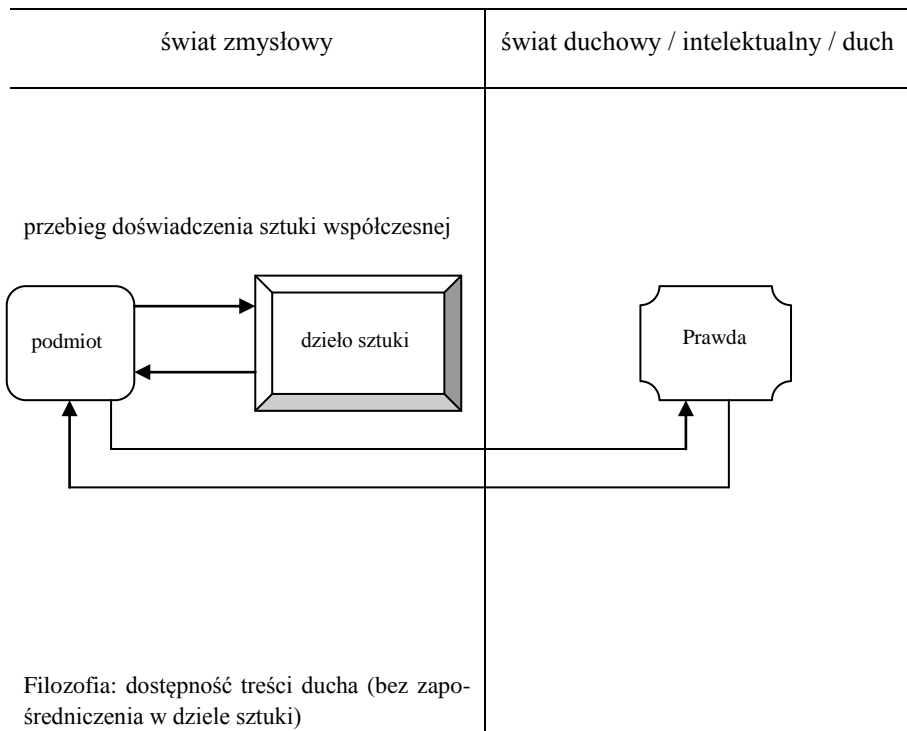 świat zmysłowy
świat duchowy / intelektualny / duch
przebieg doświadczenia sztuki współczesnej
podmiot
dzieło sztuki
Prawda
Filozofia: dostępność treści ducha (bez zapo-
średniczenia w dziele sztuki)